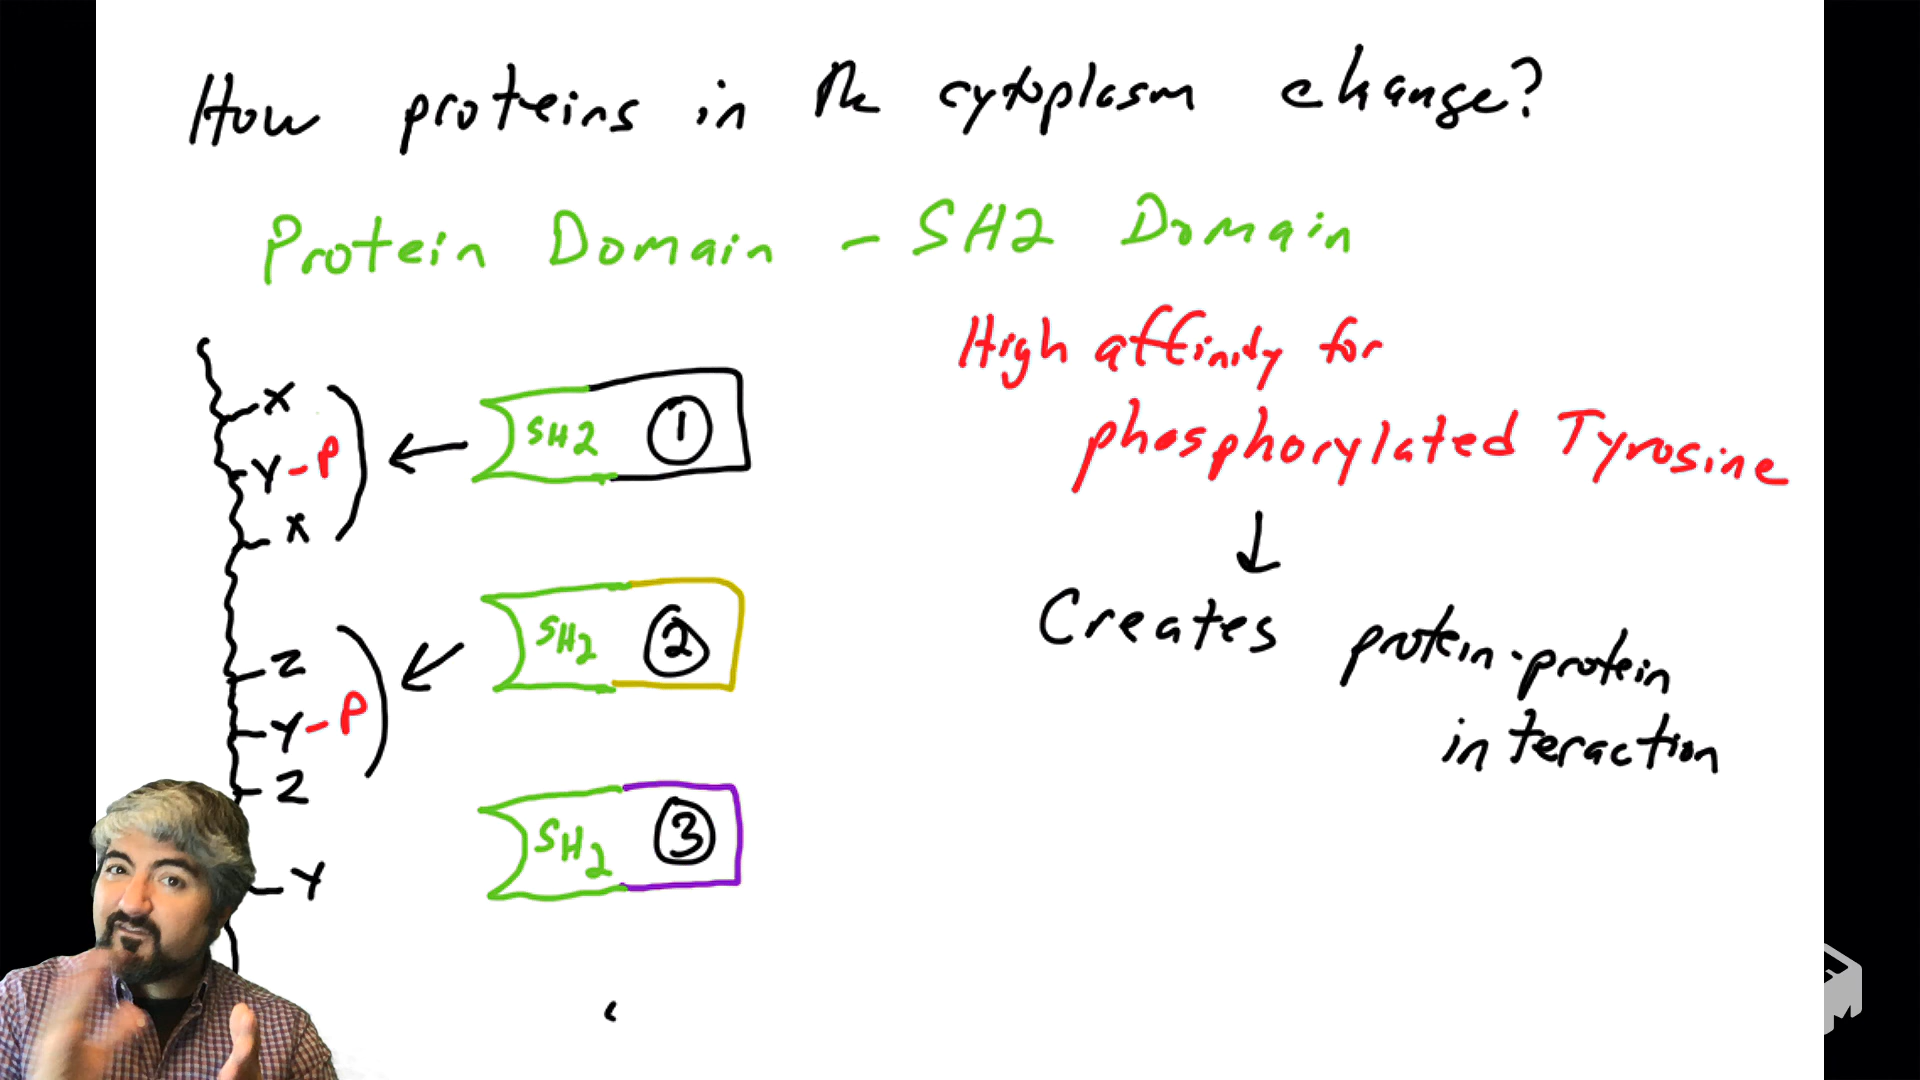 How proteins in the cytoplasm change?
Protein Domain - SH2 Domain
High affinity for
phosphorylated Tyrosine
Creates protein-protein
interaction
X
Y-P
X
SH2 1
Z
Y-P
Z
SH2 2
Y
SH2 3
M